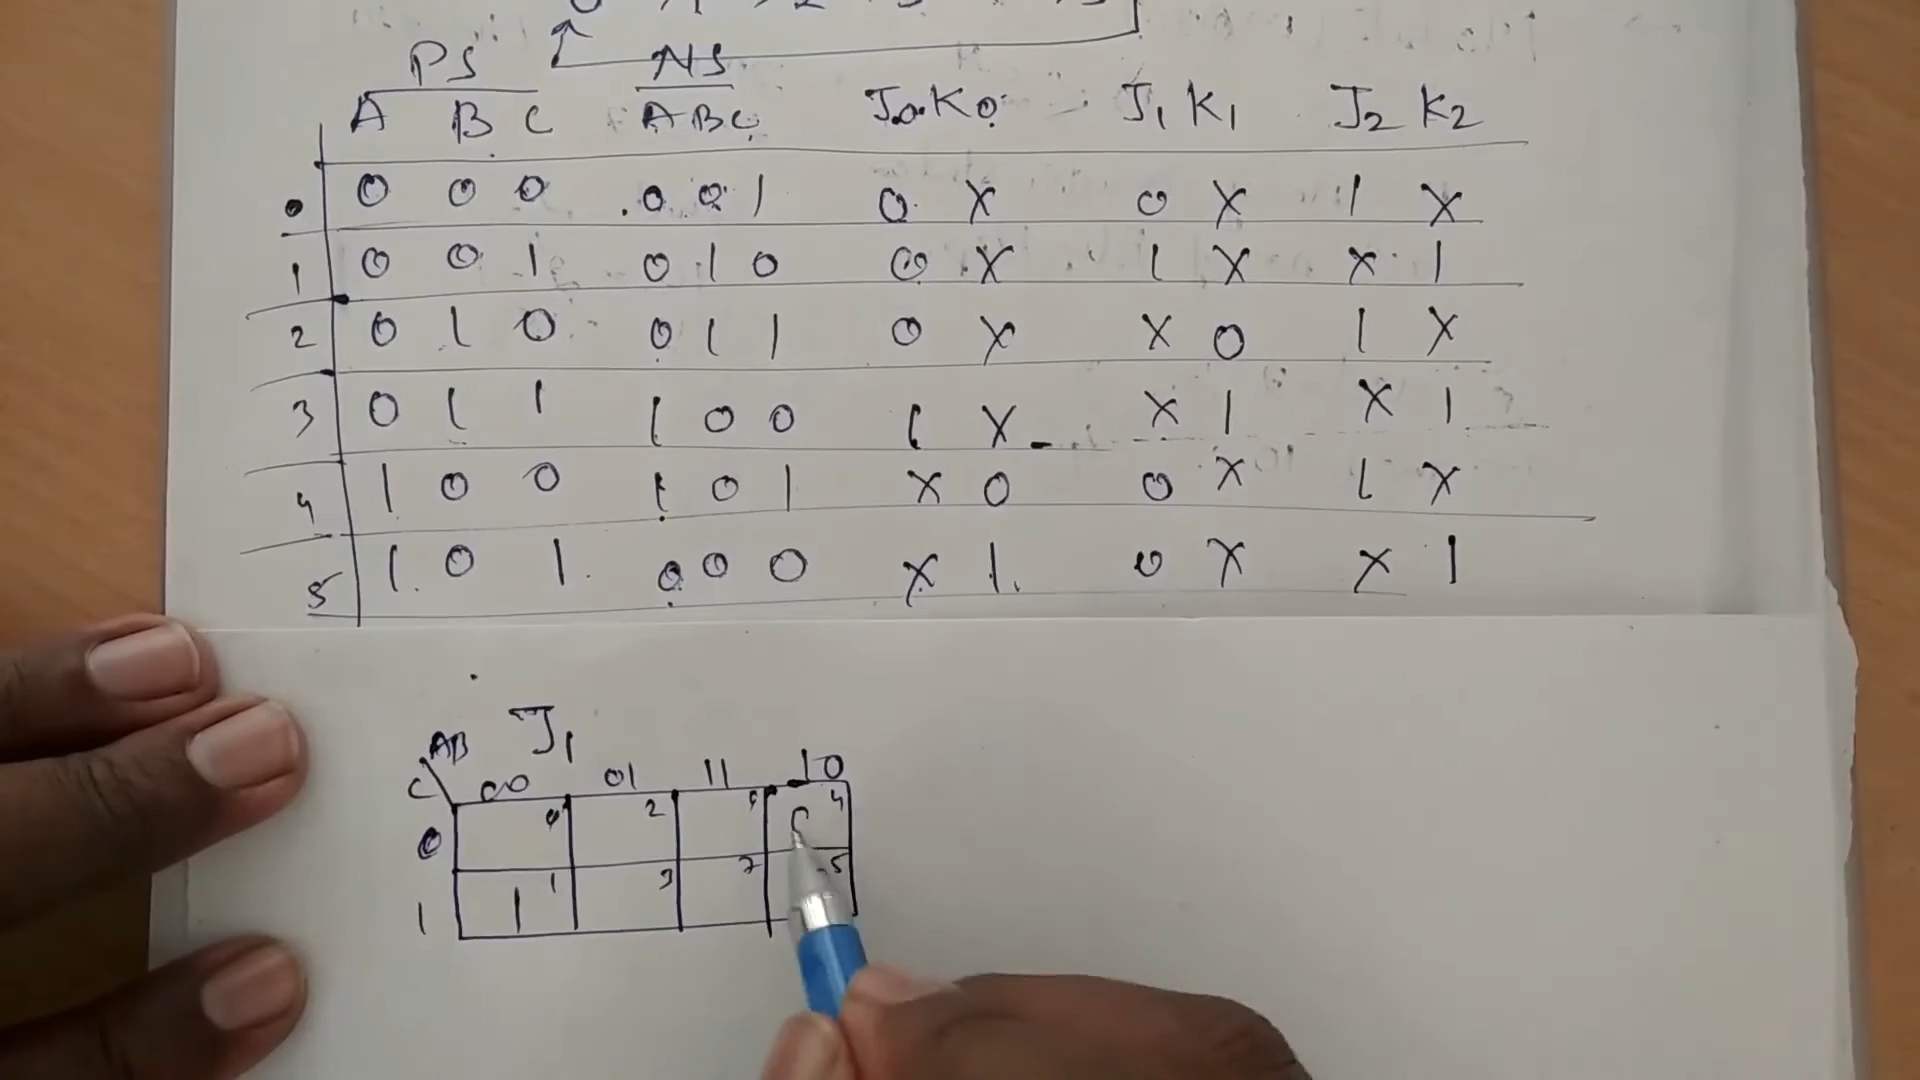 PS NS
A B C A B C J0 K0 J1 K1 J2 K2
0 0 0 0 0 0 1 0 X 0 X 1 X
1 0 0 1 0 1 0 0 X 1 X X 1
2 0 1 0 0 1 1 0 X X 0 1 X
3 0 1 1 1 0 0 1 X X 1 X 1
4 1 0 0 1 0 1 X 0 0 X 1 X
5 1 0 1 0 0 0 X 1 0 X X 1
J1
AB
C 00 01 11 10
0 0 2 6 4
1 1 1 3 7 5